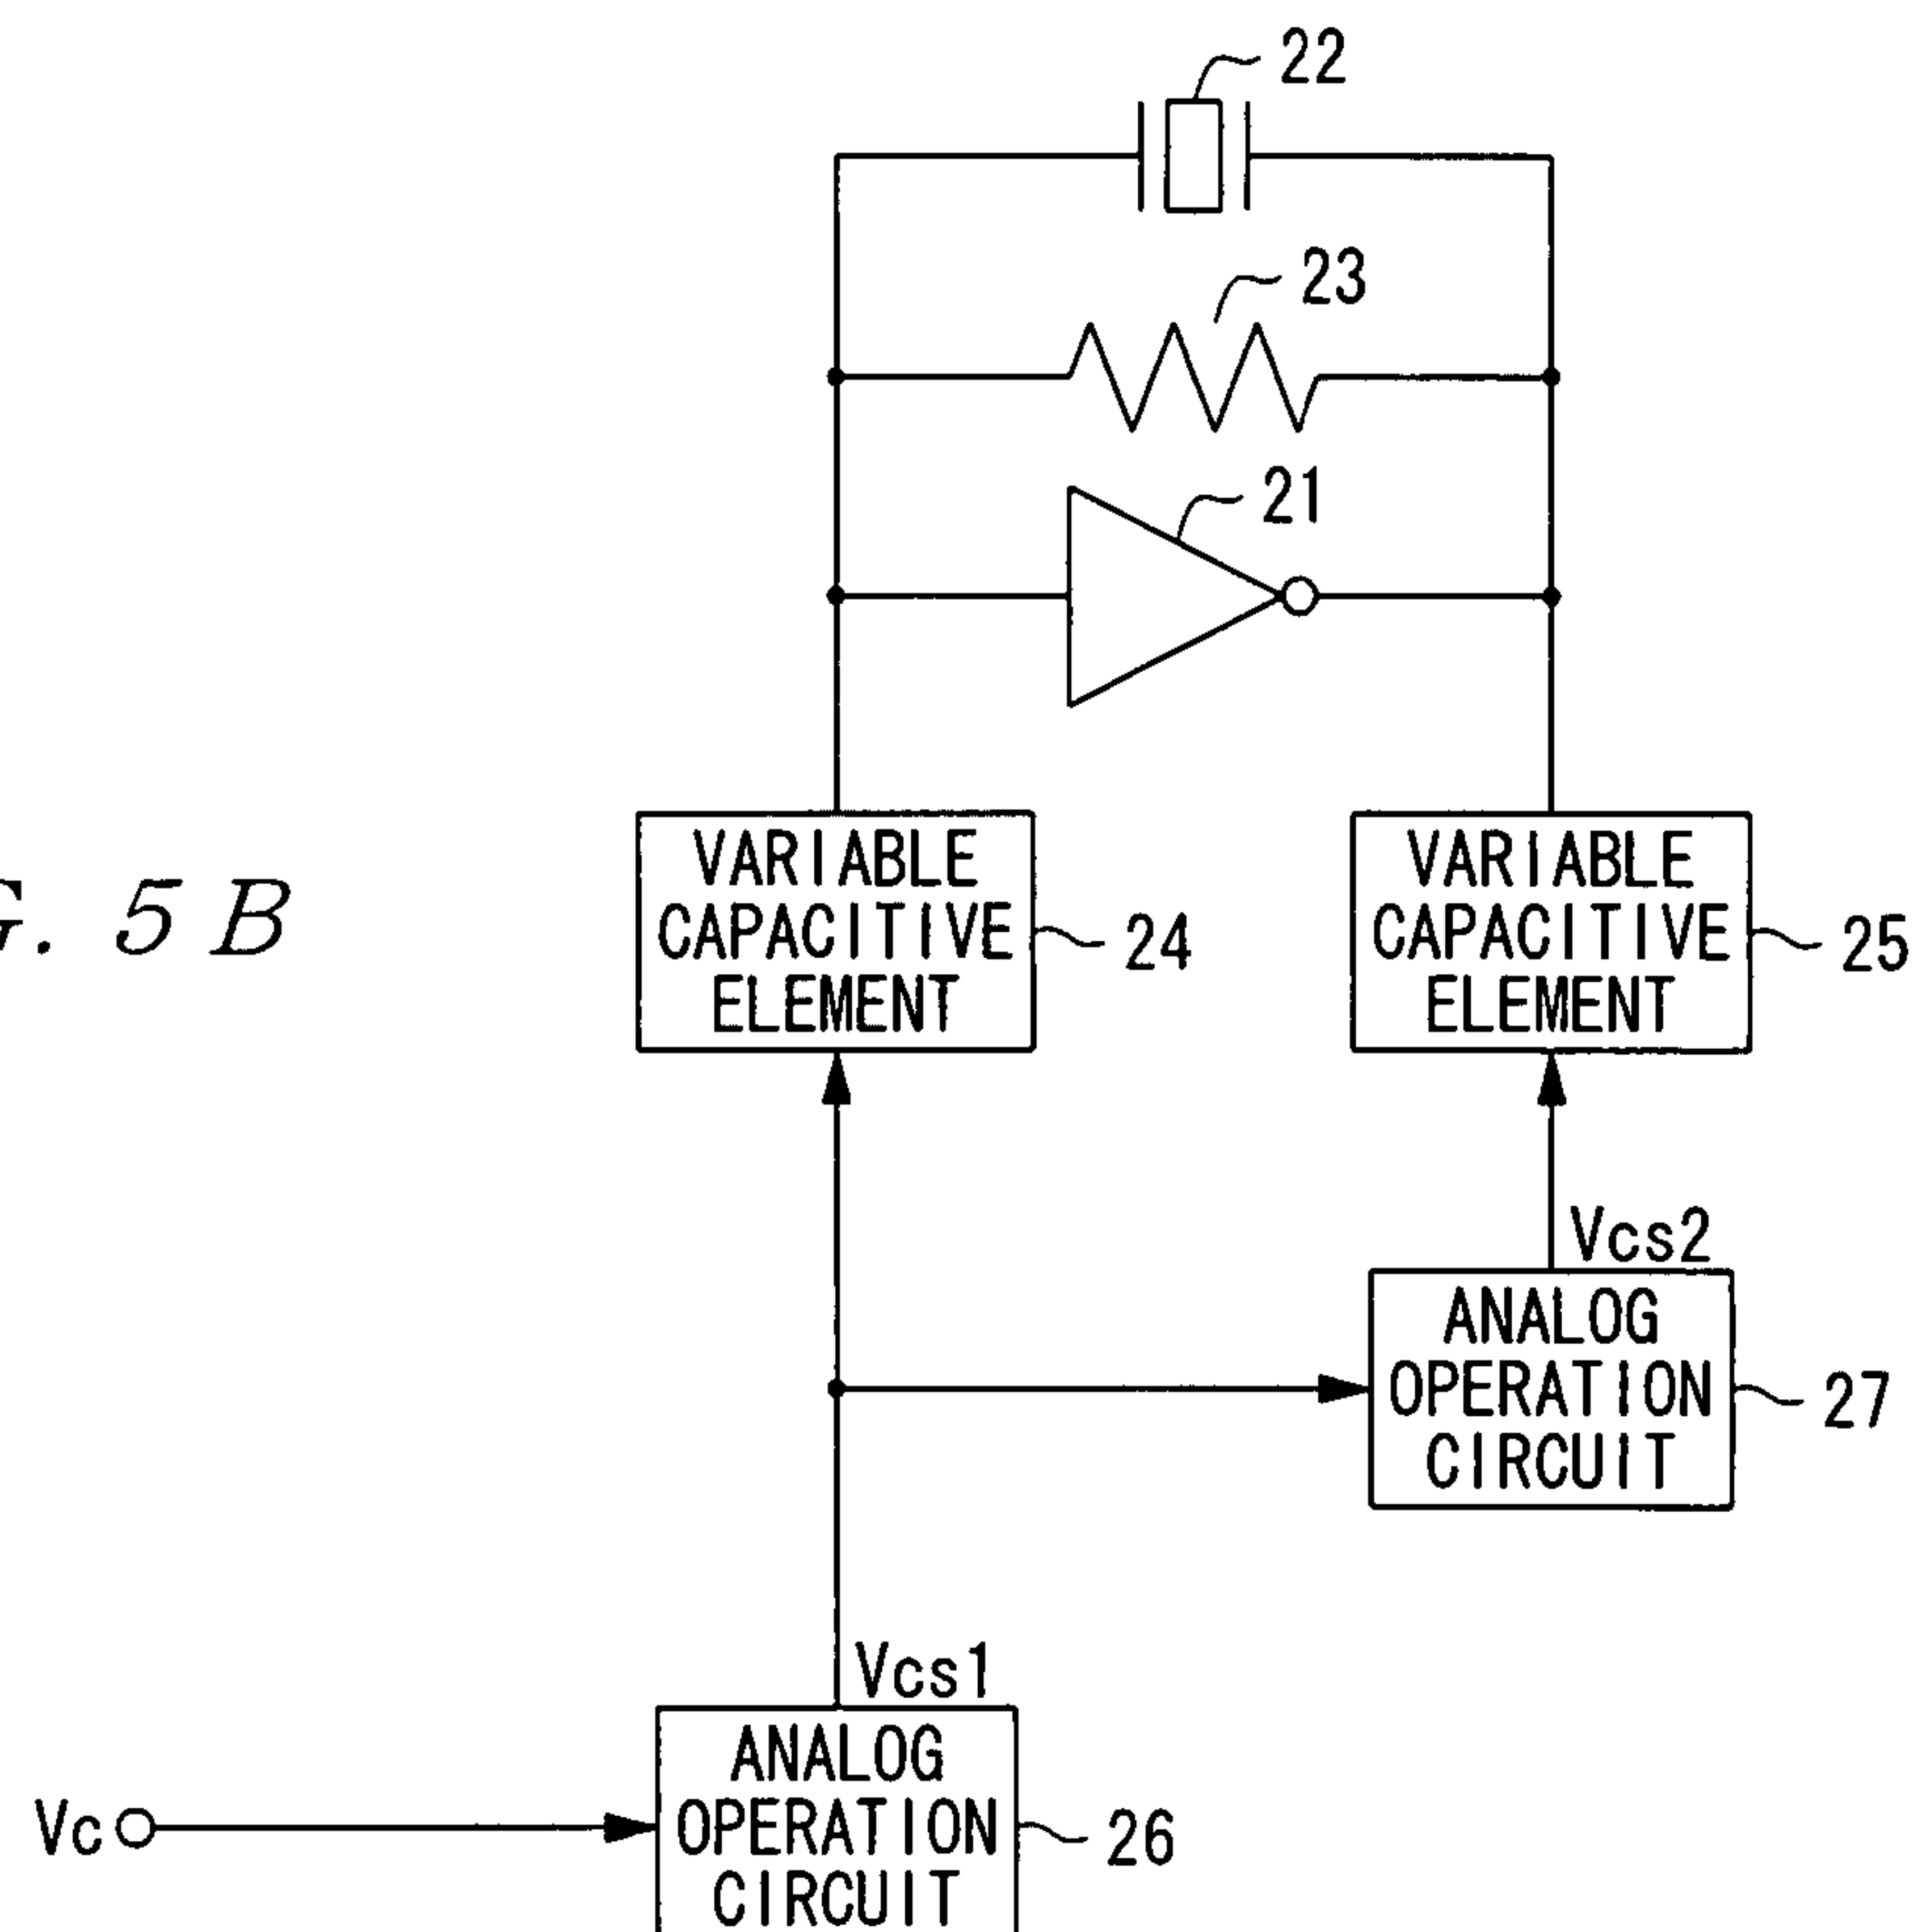 22
23
21
VARIABLE
CAPACITIVE
ELEMENT
24
VARIABLE
CAPACITIVE
ELEMENT
25
G. 5 B
Vcs2
ANALOG
OPERATION
CIRCUIT
27
Vcs1
ANALOG
OPERATION
CIRCUIT
26
Vc